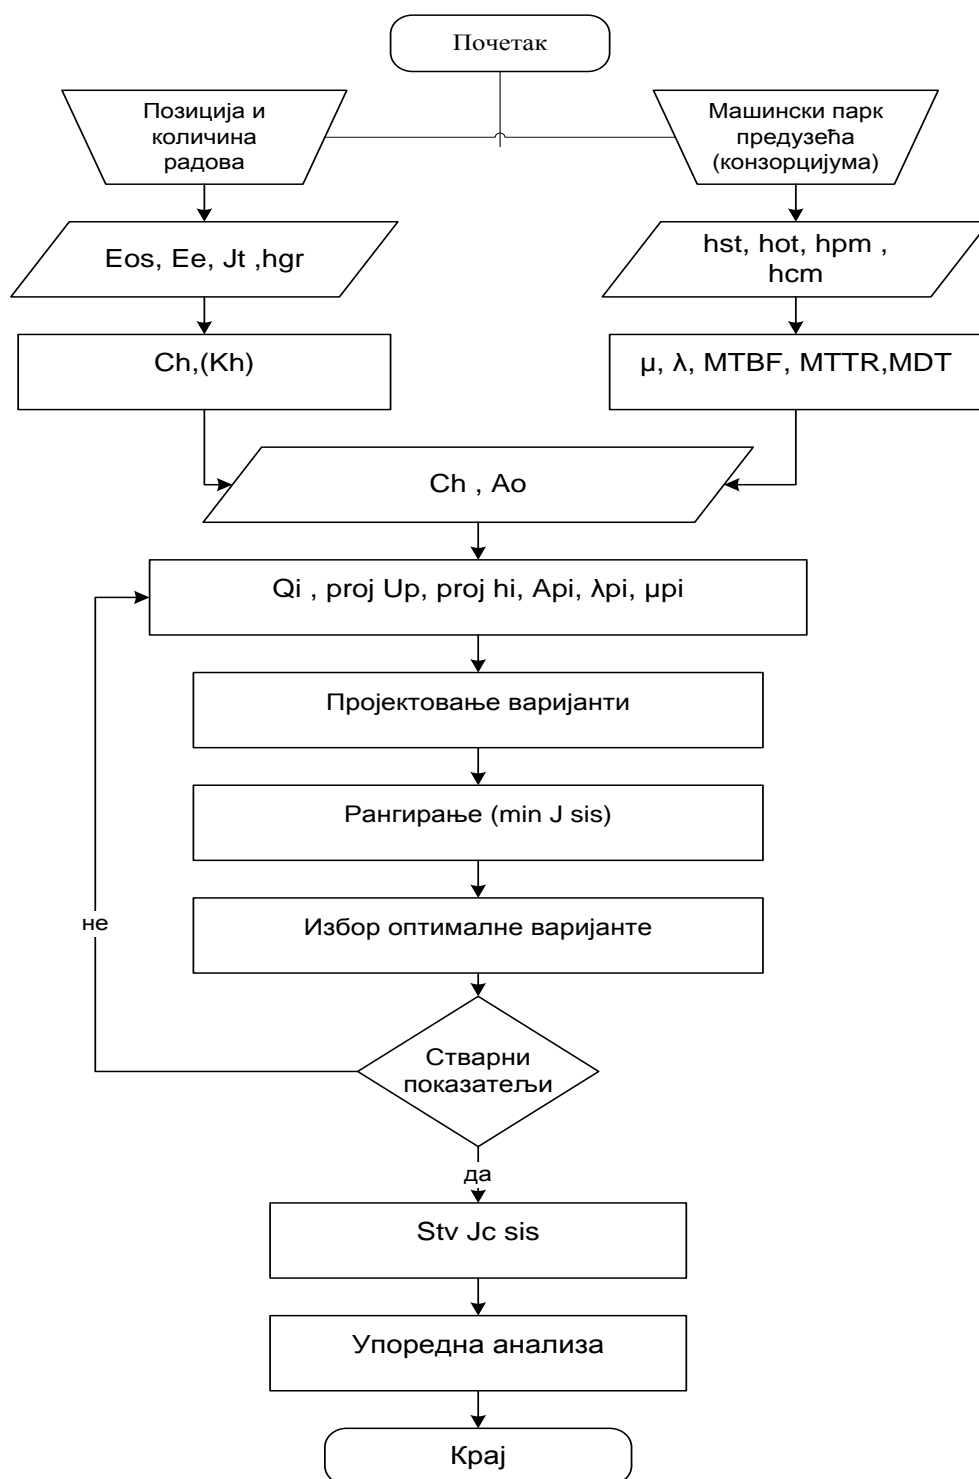 Почетак
Позиција и
количина
радова
Машински парк
предузећа
(конзорцијума)
Eos, Ee, Jt ,hgr
hst, hot, hpm ,
hcm
Ch,(Kh)
μ, λ, MTBF, MTTR,MDT
Ch , Ao
Qi , proj Up, proj hi, Api, λpi, μpi
Пројектовање варијанти
Рангирање (min J sis)
Избор оптималне варијанте
не
Стварни
показатељи
да
Stv Jc sis
Упоредна анализа
Крај